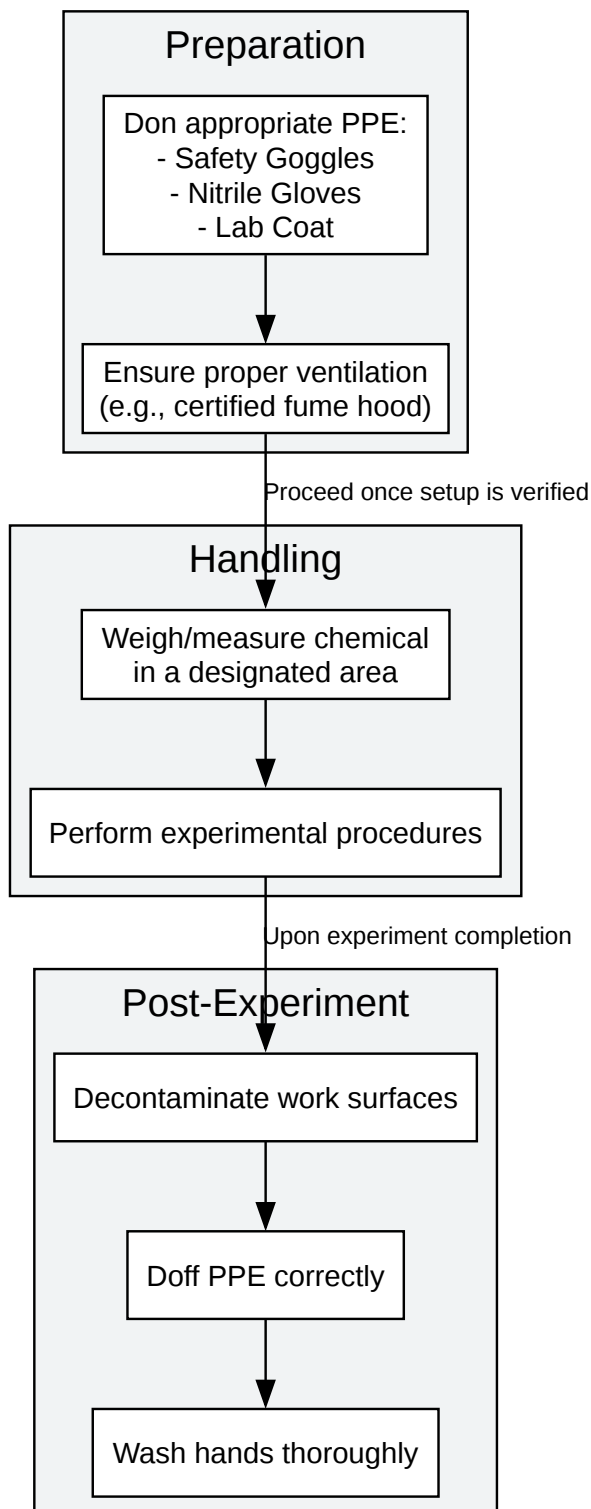 Preparation
Don appropriate PPE:
- Safety Goggles
- Nitrile Gloves
- Lab Coat
Ensure proper ventilation
(e.g., certified fume hood)
Proceed once setup is verified
Handling
Weigh/measure chemical
in a designated area
Perform experimental procedures
Upon experiment completion
Post-Experiment
Decontaminate work surfaces
Doff PPE correctly
Wash hands thoroughly